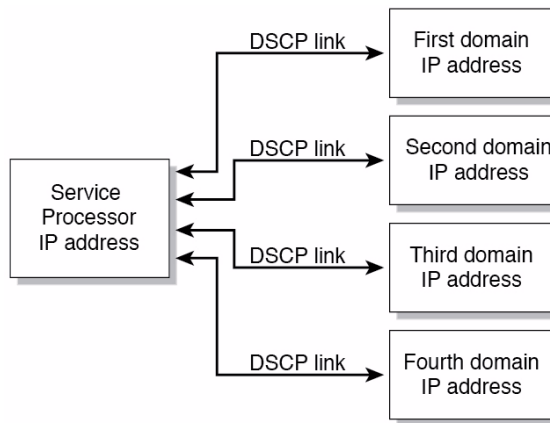 DSCP link
First domain
IP address
DSCP link
Second domain
IP address
Service
Processor
IP address
DSCP link
Third domain
IP address
DSCP link
Fourth domain
IP address